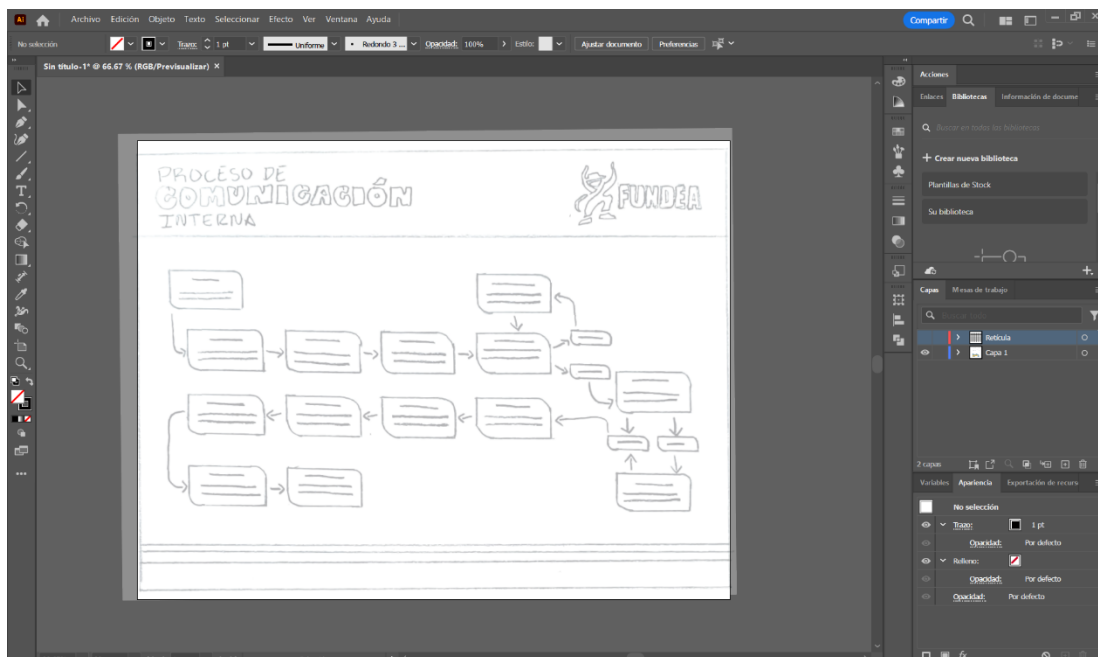 Archivo Edición Objeto Texto Seleccionar Efecto Ver Ventana Ayuda
Compartir
No selección
Trazo: 1 pt
Uniforme
Redondo 3 ...
Opacidad: 100%
Estilo:
Ajustar documento
Preferencias
Sin título-1* @ 66.67 % (RGB/Previsualizar) ×
PROCESO DE
COMUNICACIÓN
INTERNA
FUNDEA
Acciones
Enlaces Bibliotecas Información de docume
Buscar en todas las bibliotecas
+ Crear nueva biblioteca
Plantillas de Stock
Su biblioteca
Capas Mesas de trabajo
Buscar todo
Retícula
Capa 1
2 capas
Variables Apariencia Exportación de recurs
No selección
Trazo: 1 pt
Opacidad: Por defecto
Relleno:
Opacidad: Por defecto
Opacidad: Por defecto
fx